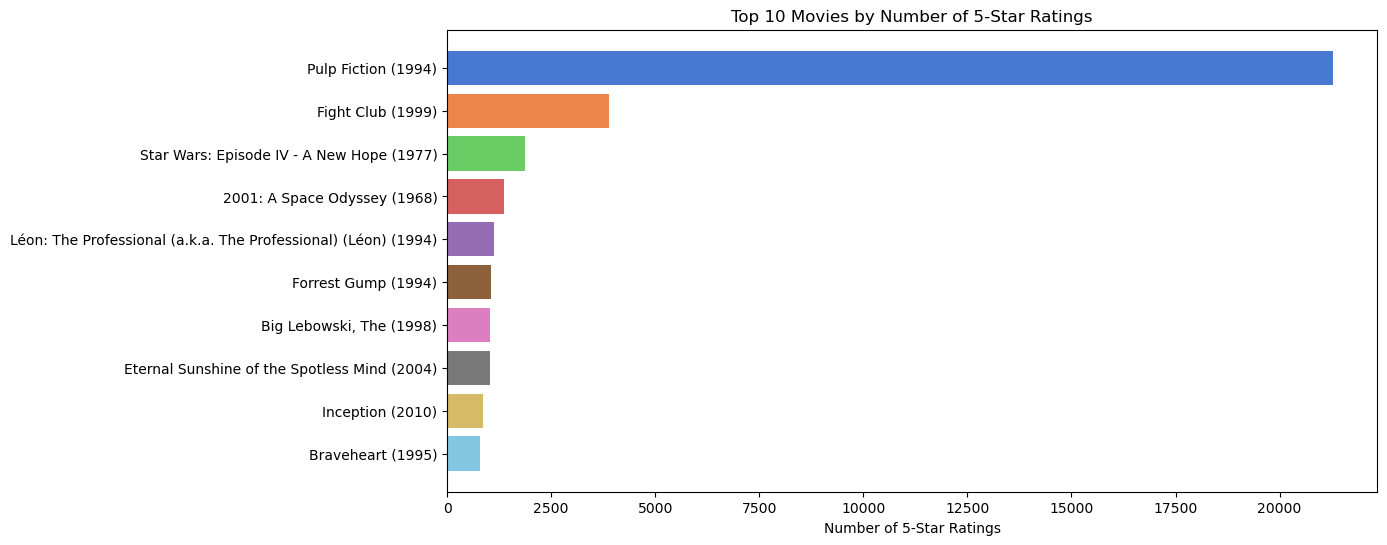 Top 10 Movies by Number of 5-Star Ratings
Pulp Fiction (1994)
Fight Club (1999)
Star Wars: Episode IV - A New Hope (1977)
2001: A Space Odyssey (1968)
Léon: The Professional (a.k.a. The Professional) (Léon) (1994)
Forrest Gump (1994)
Big Lebowski, The (1998)
Eternal Sunshine of the Spotless Mind (2004)
Inception (2010)
Braveheart (1995)
0 2500 5000 7500 10000 12500 15000 17500 20000
Number of 5-Star Ratings